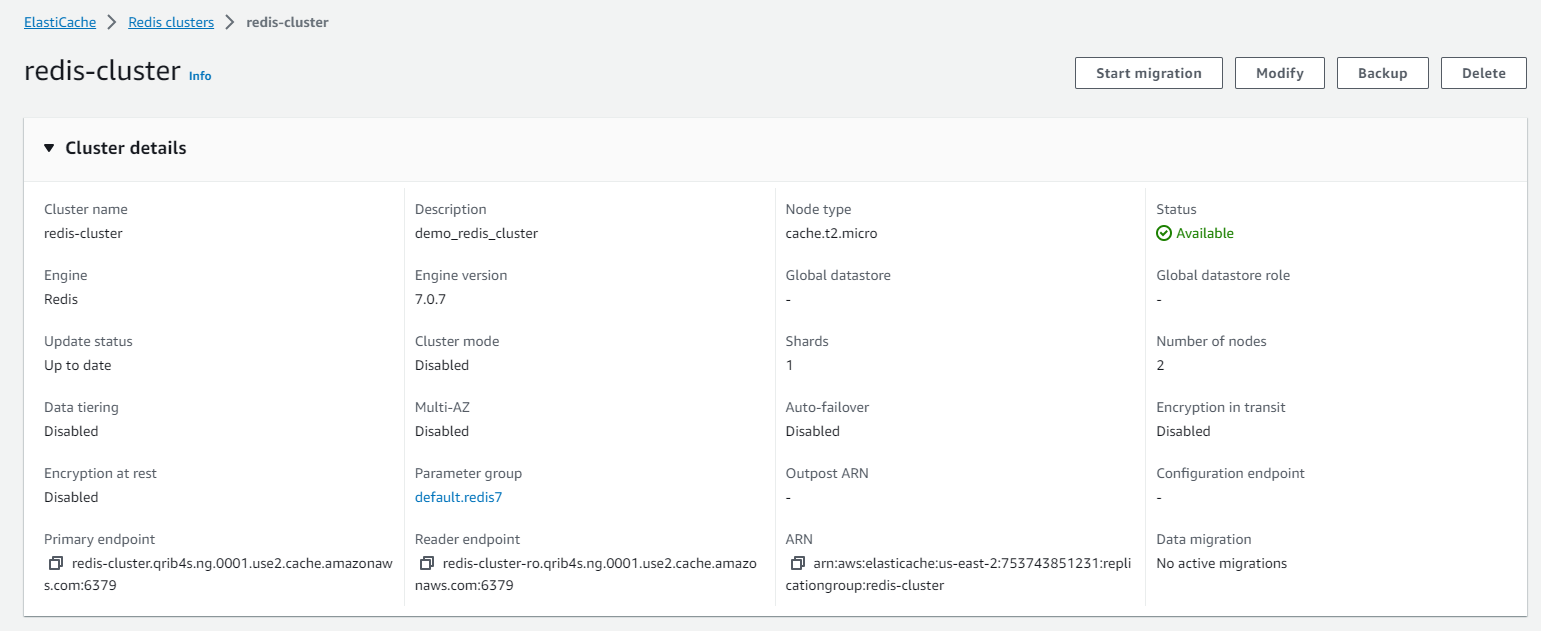 ElastiCache > Redis clusters > redis-cluster
redis-cluster Info
Start migration Modify Backup Delete
Cluster details
Cluster name Description Node type Status
redis-cluster demo_redis_cluster cache.t2.micro Available
Engine Engine version Global datastore Global datastore role
Redis 7.0.7 - -
Update status Cluster mode Shards Number of nodes
Up to date Disabled 1 2
Data tiering Multi-AZ Auto-failover Encryption in transit
Disabled Disabled Disabled Disabled
Encryption at rest Parameter group Outpost ARN Configuration endpoint
Disabled default.redis7 - -
Primary endpoint Reader endpoint ARN Data migration
redis-cluster.qrib4s.ng.0001.use2.cache.amazonaw redis-cluster-ro.qrib4s.ng.0001.use2.cache.amazo arn:aws:elasticache:us-east-2:753743851231:repli No active migrations
s.com:6379 naws.com:6379 cationgroup:redis-cluster